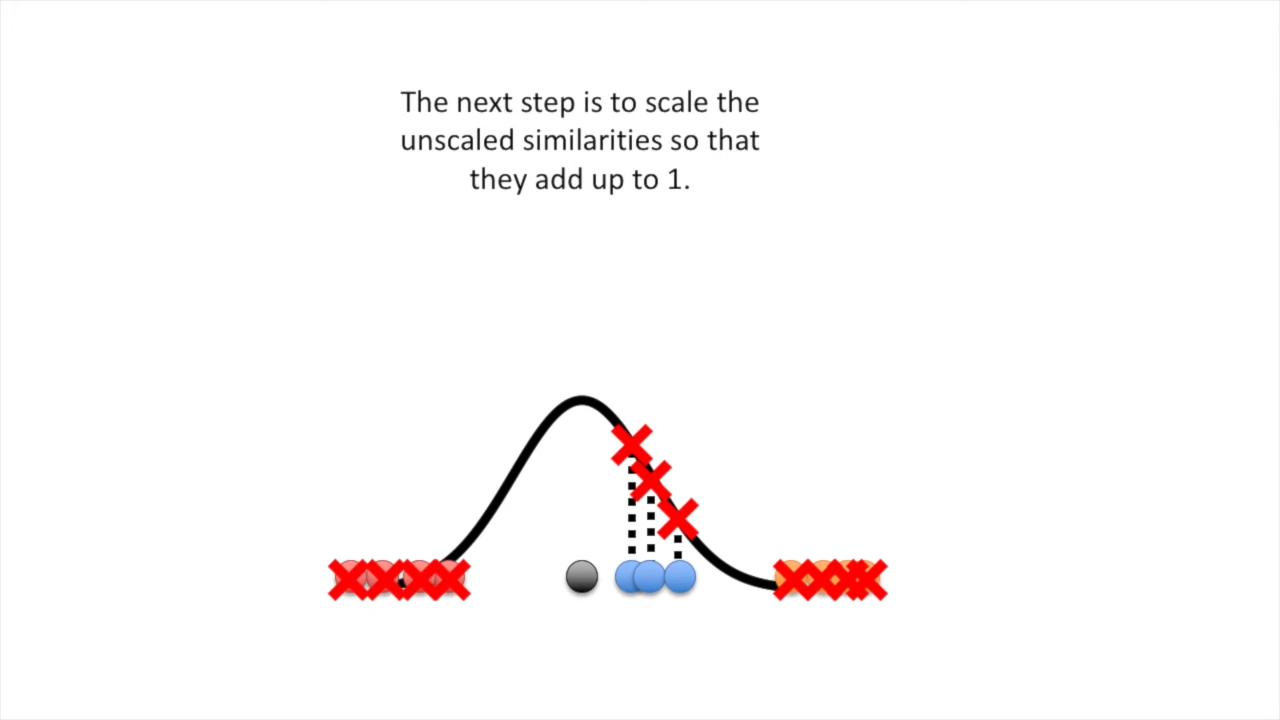 The next step is to scale the
unscaled similarities so that
they add up to 1.